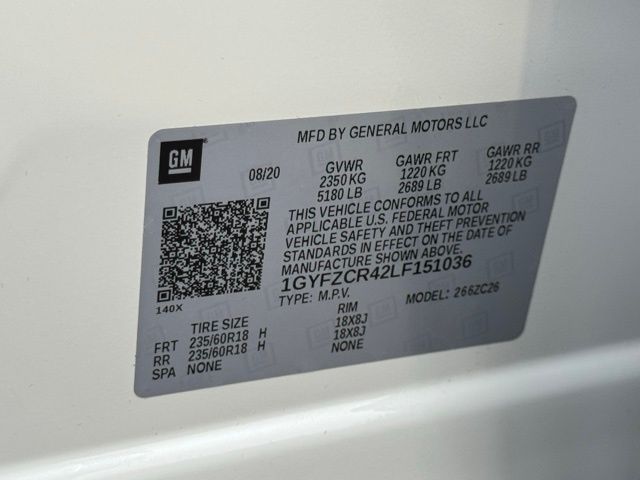 MFD BY GENERAL MOTORS LLC
GM
08/20
GVWR GAWR FRT GAWR RR
2350 KG 1220 KG 1220 KG
5180 LB 2689 LB 2689 LB
THIS VEHICLE CONFORMS TO ALL
APPLICABLE U.S. FEDERAL MOTOR
VEHICLE SAFETY AND THEFT PREVENTION
STANDARDS IN EFFECT ON THE DATE OF
MANUFACTURE SHOWN ABOVE.
1GYFZCR42LF151036
TYPE: M.P.V. MODEL: 266ZC26
140X
TIRE SIZE RIM
FRT 235/60R18 H 18X8J
RR 235/60R18 H 18X8J
SPA NONE NONE